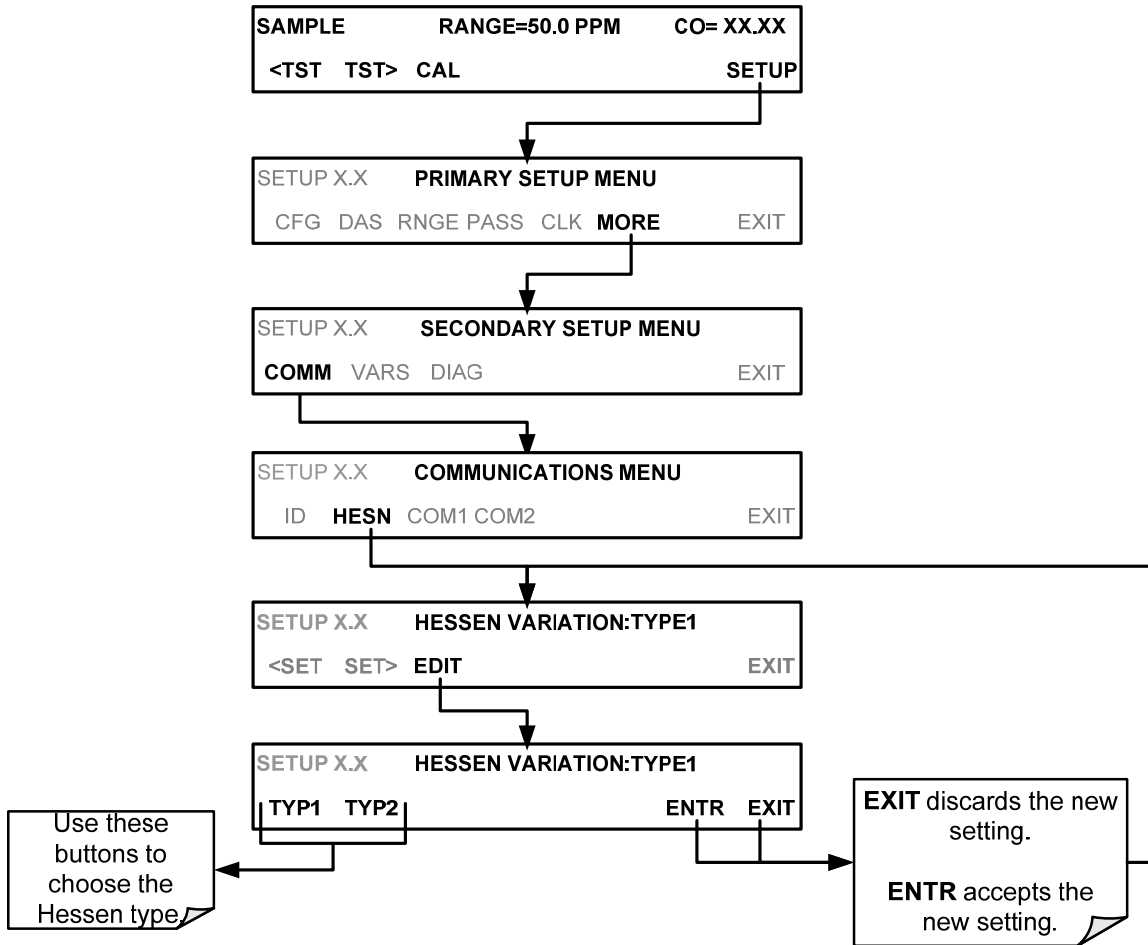 SAMPLE RANGE=50.0 PPM CO= XX.XX
<TST TST> CAL SETUP
SETUP X.X PRIMARY SETUP MENU
CFG DAS RNGE PASS CLK MORE EXIT
SETUP X.X SECONDARY SETUP MENU
COMM VARS DIAG EXIT
SETUP X.X COMMUNICATIONS MENU
ID HESN COM1 COM2 EXIT
SETUP X.X HESSEN VARIATION:TYPE1
<SET SET> EDIT EXIT
SETUP X.X HESSEN VARIATION:TYPE1
TYP1 TYP2 ENTR EXIT
Use these
buttons to
choose the
Hessen type.
EXIT discards the new
setting.
ENTR accepts the
new setting.